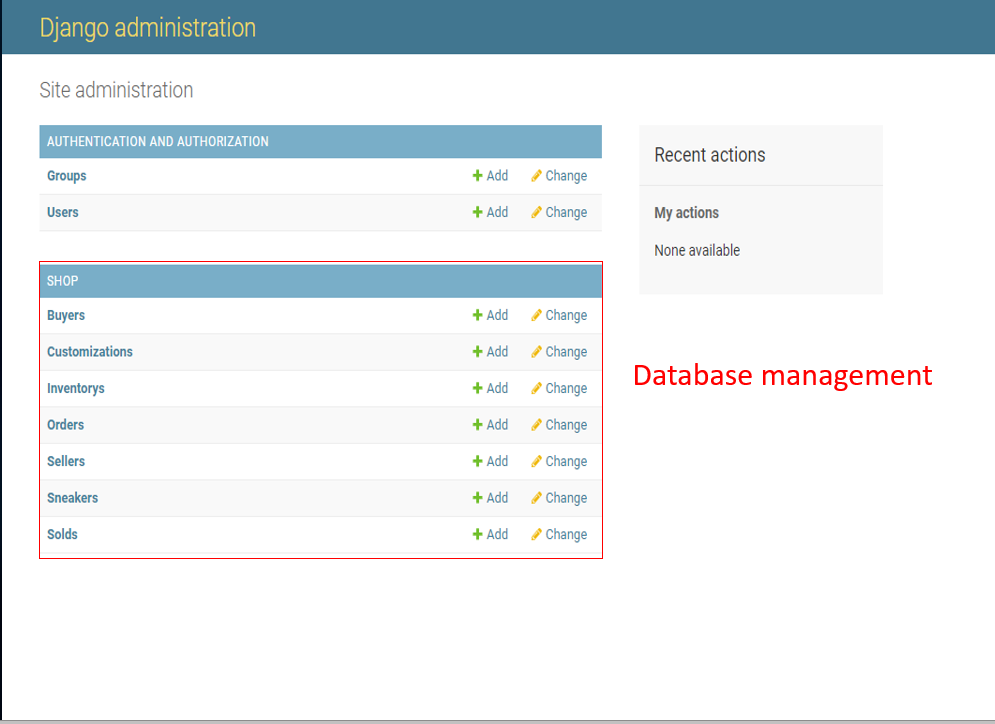 Django administration
Site administration
AUTHENTICATION AND AUTHORIZATION
Groups Add Change
Users Add Change
SHOP
Buyers Add Change
Customizations Add Change
Inventorys Add Change
Orders Add Change
Sellers Add Change
Sneakers Add Change
Solds Add Change
Recent actions
My actions
None available
Database management